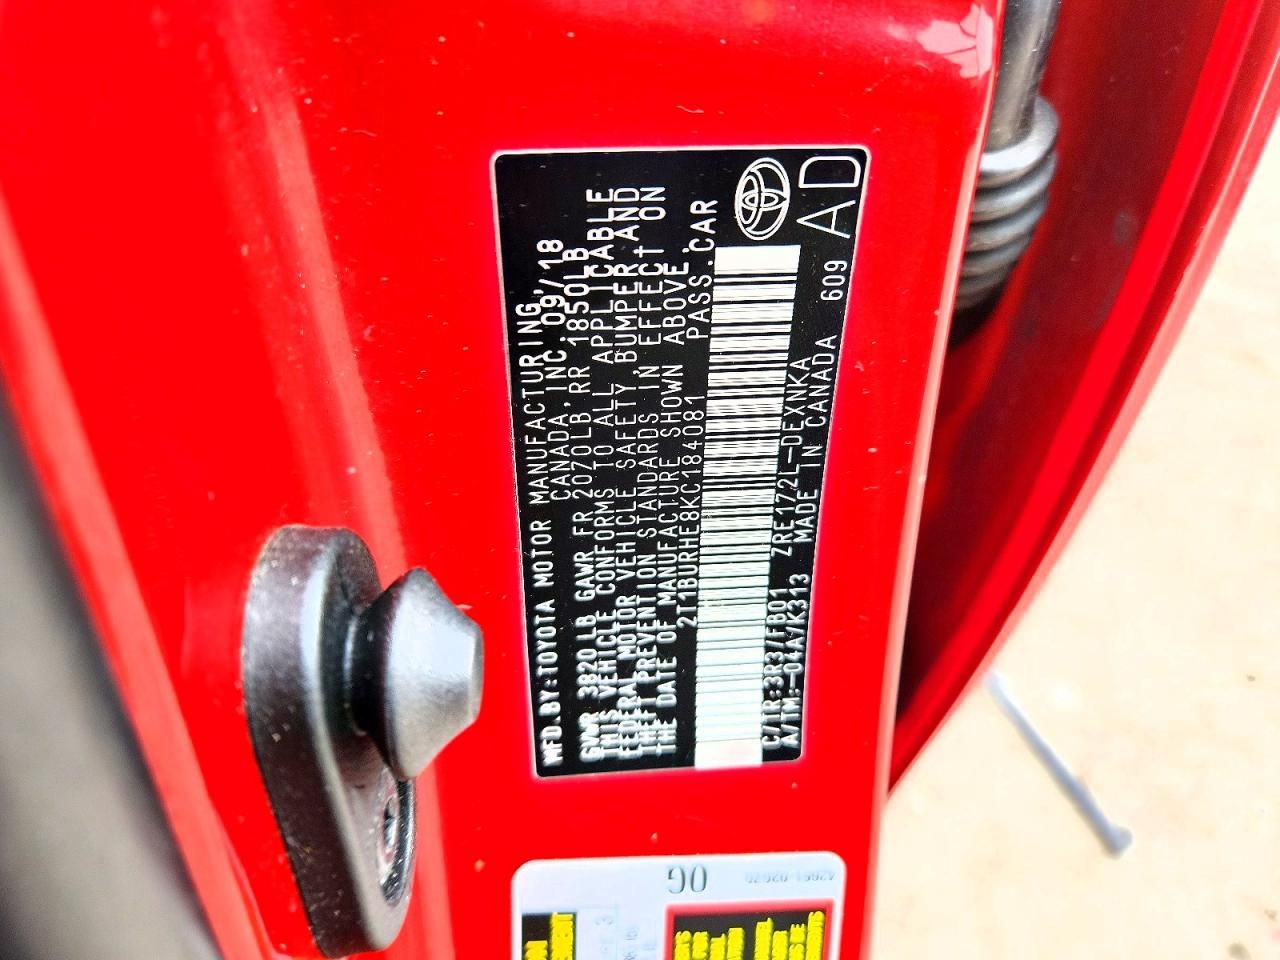 MFD.BY:TOYOTA MOTOR MANUFACTURING,
CANADA,INC. 09/18
GVWR 3820LB GAWR FR 2070LB,RR 1850LB
THIS VEHICLE CONFORMS TO ALL APPLICABLE
FEDERAL MOTOR VEHICLE SAFETY,BUMPER,AND
THEFT PREVENTION STANDARDS IN EFFECT ON
THE DATE OF MANUFACTURE SHOWN ABOVE.
2T1BURHE8KC184081 PASS.CAR
C/TR:3R3/FB01 ZRE172L-DEXNKA
A/TM:-04A/K313 MADE IN CANADA 609
AD
0G